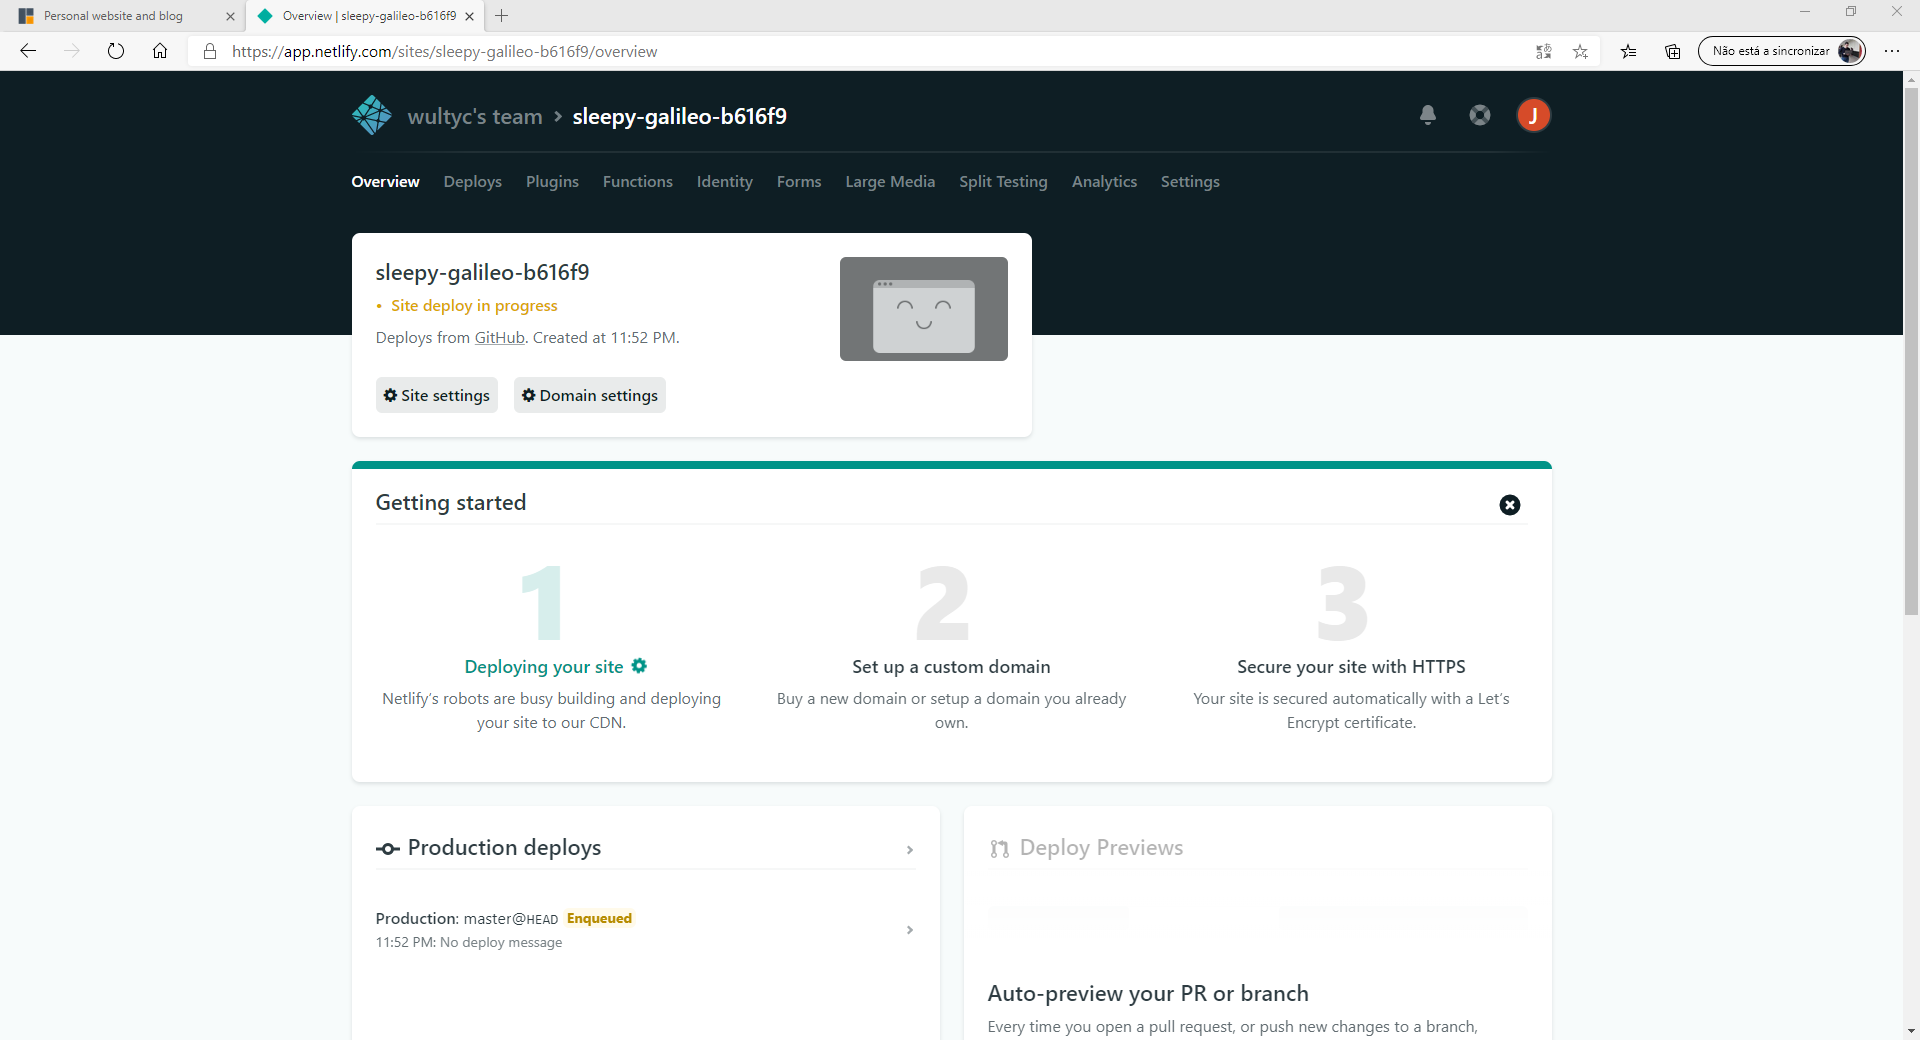 Personal website and blog
Overview | sleepy-galileo-b616f9
https://app.netlify.com/sites/sleepy-galileo-b616f9/overview
Não está a sincronizar
wultyc's team > sleepy-galileo-b616f9
J
Overview Deploys Plugins Functions Identity Forms Large Media Split Testing Analytics Settings
sleepy-galileo-b616f9
• Site deploy in progress
Deploys from GitHub. Created at 11:52 PM.
Site settings Domain settings
Getting started
1
Deploying your site
Netlify’s robots are busy building and deploying
your site to our CDN.
2
Set up a custom domain
Buy a new domain or setup a domain you already
own.
3
Secure your site with HTTPS
Your site is secured automatically with a Let’s
Encrypt certificate.
Production deploys
Production: master@HEAD Enqueued
11:52 PM: No deploy message
Deploy Previews
Auto-preview your PR or branch
Every time you open a pull request, or push new changes to a branch,